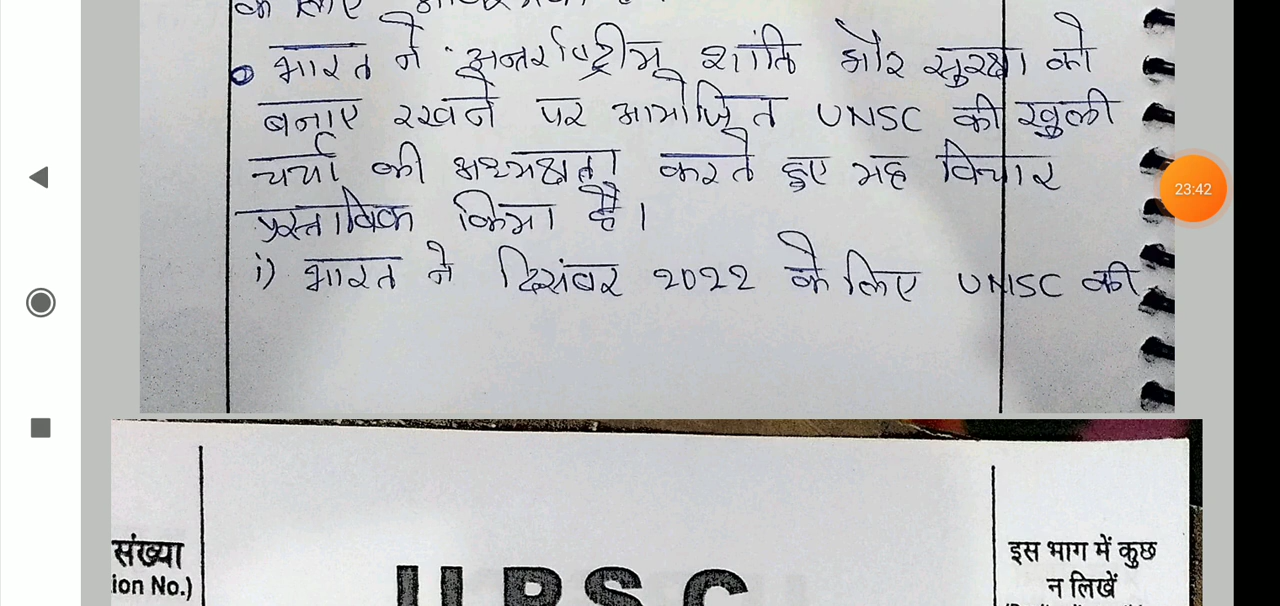 के लिए
• भारत ने अन्तर्राष्ट्रीय शांति और सुरक्षा को
बनाए रखने पर आयोजित UNSC की खुली
चर्चा की अध्यक्षता करते हुए यह विचार
प्रस्तावित किया है।
i) भारत ने दिसंबर 2022 के लिए UNSC की
23:42
संख्या
ion No.)
UPSC
इस भाग में कुछ
न लिखें